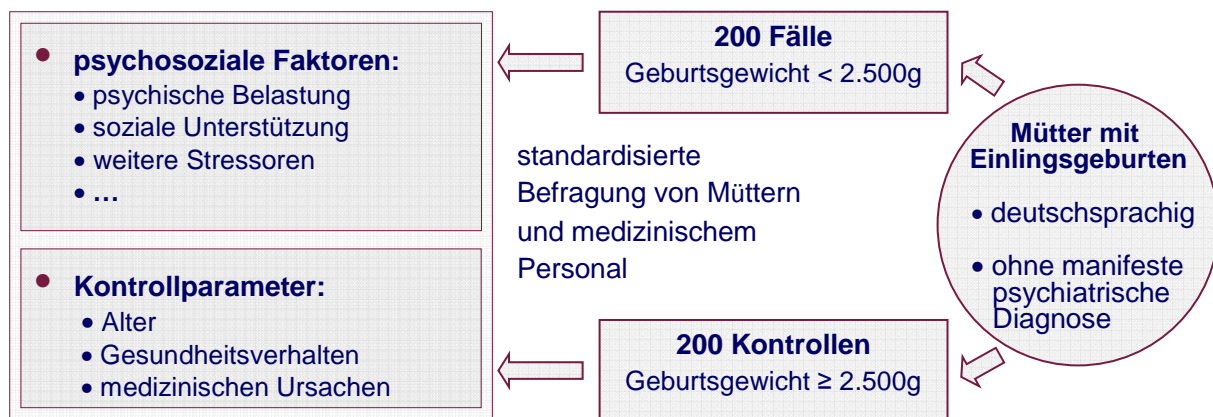 • psychosoziale Faktoren:
• psychische Belastung
• soziale Unterstützung
• weitere Stressoren
• ...
• Kontrollparameter:
• Alter
• Gesundheitsverhalten
• medizinischen Ursachen
standardisierte
Befragung von Müttern
und medizinischem
Personal
200 Fälle
Geburtsgewicht < 2.500g
200 Kontrollen
Geburtsgewicht ≥ 2.500g
Mütter mit
Einlingsgeburten
• deutschsprachig
• ohne manifeste
psychiatrische
Diagnose